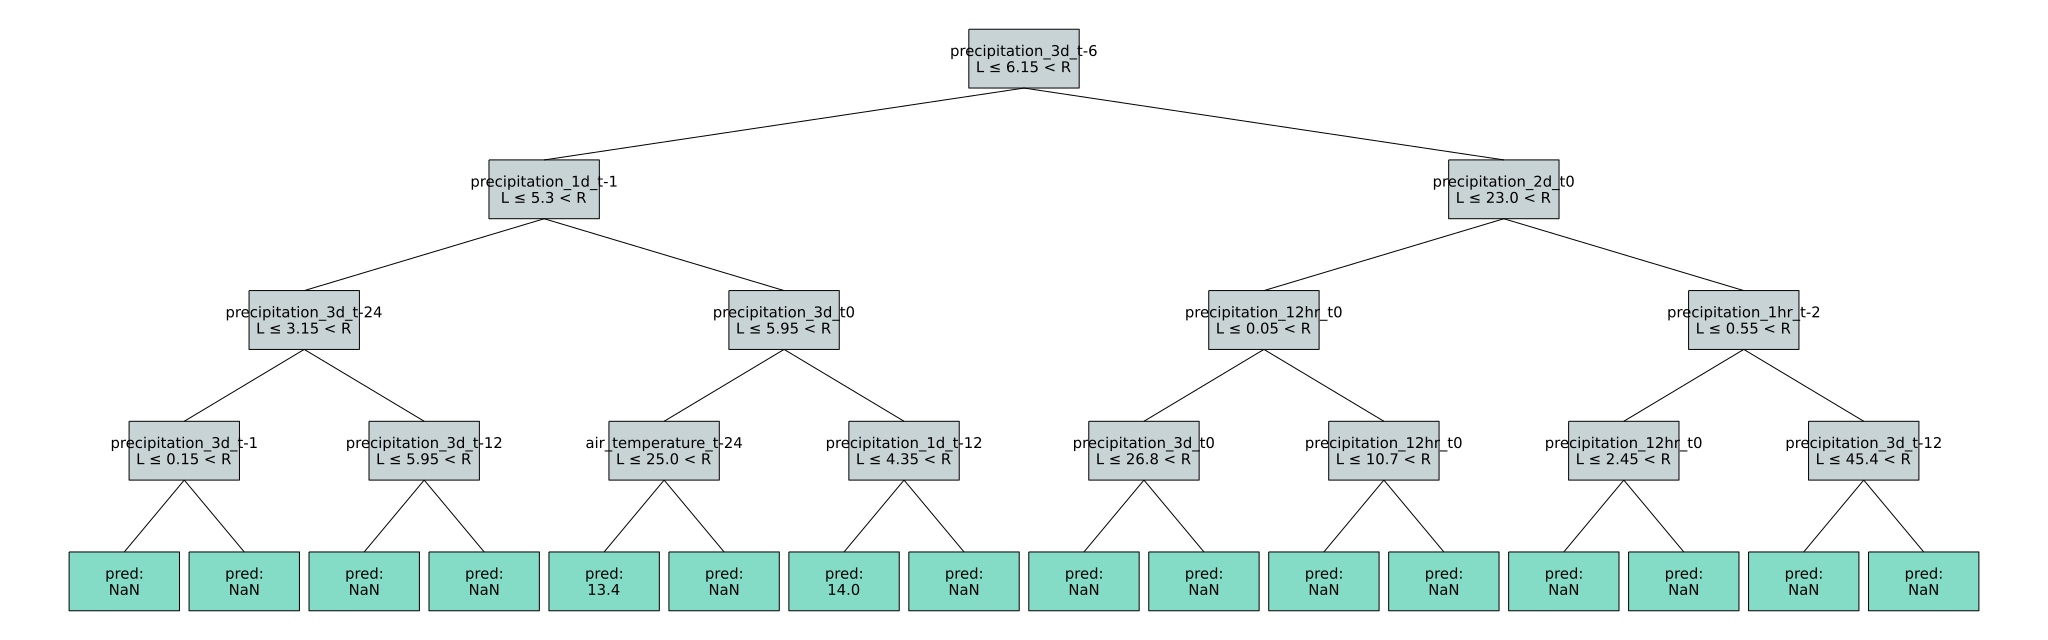 precipitation_3d_t-6
L ≤ 6.15 < R
precipitation_1d_t-1
L ≤ 5.3 < R
precipitation_2d_t0
L ≤ 23.0 < R
precipitation_3d_t-24
L ≤ 3.15 < R
precipitation_3d_t0
L ≤ 5.95 < R
precipitation_12hr_t0
L ≤ 0.05 < R
precipitation_1hr_t-2
L ≤ 0.55 < R
precipitation_3d_t-1
L ≤ 0.15 < R
precipitation_3d_t-12
L ≤ 5.95 < R
air_temperature_t-24
L ≤ 25.0 < R
precipitation_1d_t-12
L ≤ 4.35 < R
precipitation_3d_t0
L ≤ 26.8 < R
precipitation_12hr_t0
L ≤ 10.7 < R
precipitation_12hr_t0
L ≤ 2.45 < R
precipitation_3d_t-12
L ≤ 45.4 < R
pred:
NaN
pred:
NaN
pred:
NaN
pred:
NaN
pred:
13.4
pred:
NaN
pred:
14.0
pred:
NaN
pred:
NaN
pred:
NaN
pred:
NaN
pred:
NaN
pred:
NaN
pred:
NaN
pred:
NaN
pred:
NaN